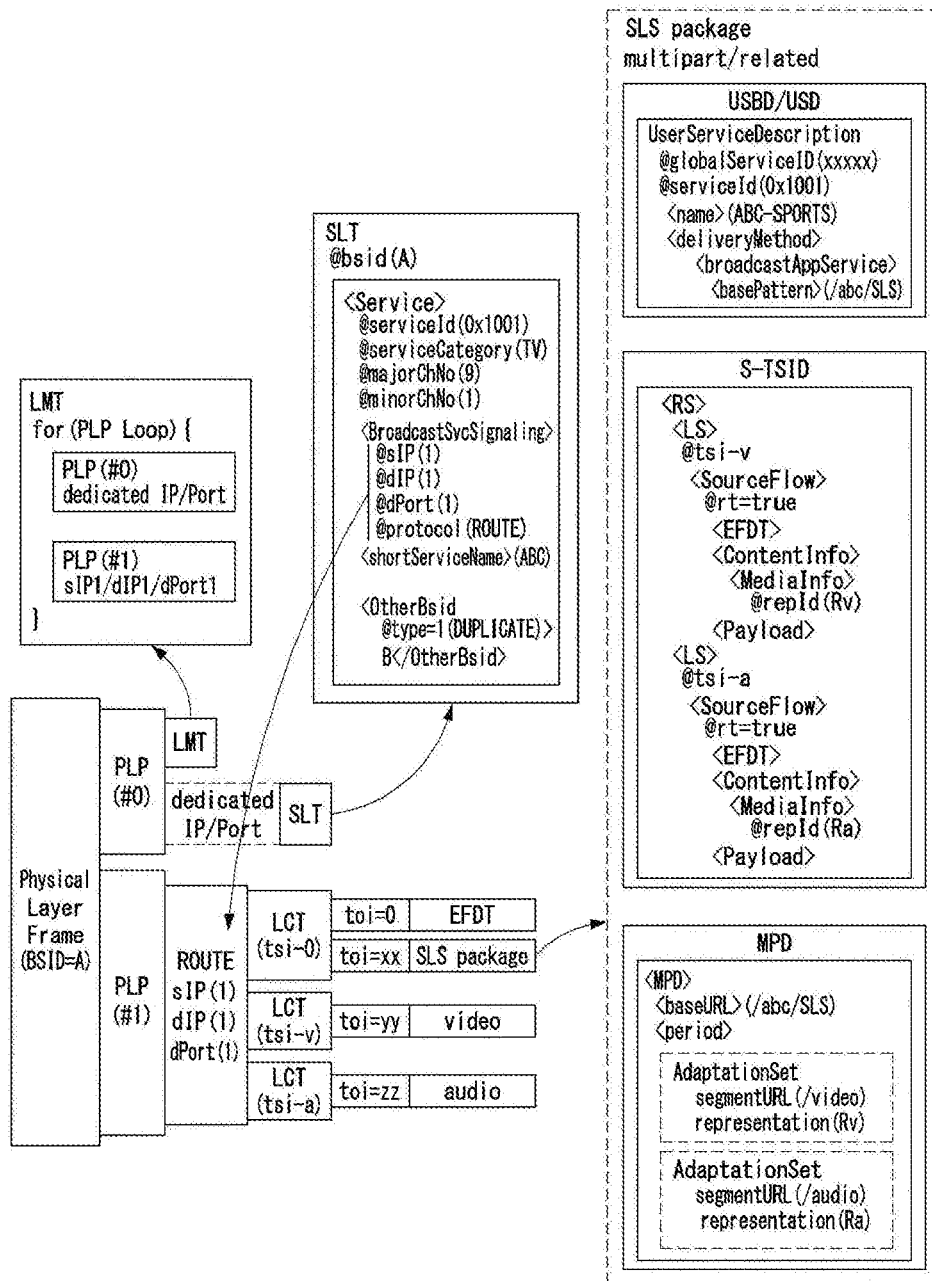 SLS package
multipart/related
USBD/USD
UserServiceDescription
@globalServiceID(xxxxx)
@serviceId(0x1001)
<name>(ABC-SPORTS)
<deliveryMethod>
<broadcastAppService>
<basePattern>(/abc/SLS)
S-TSID
<RS>
<LS>
@tsi-v
<SourceFlow>
@rt=true
<EFDT>
<ContentInfo>
<MediaInfo>
@repId(Rv)
<Payload>
<LS>
@tsi-a
<SourceFlow>
@rt=true
<EFDT>
<ContentInfo>
<MediaInfo>
@repId(Ra)
<Payload>
MPD
<MPD>
<baseURL>(/abc/SLS)
<period>
AdaptationSet
segmentURL(/video)
representation(Rv)
AdaptationSet
segmentURL(/audio)
representation(Ra)
SLT
@bsid(A)
<Service>
@serviceId(0x1001)
@serviceCategory(TV)
@majorChNo(9)
@minorChNo(1)
<BroadcastSvcSignaling>
@sIP(1)
@dIP(1)
@dPort(1)
@protocol(ROUTE)
<shortServiceName>(ABC)
<OtherBsid
@type=1(DUPLICATE)>
B</OtherBsid>
LMT
for(PLP Loop){
PLP(#0)
dedicated IP/Port
PLP(#1)
sIP1/dIP1/dPort1
}
Physical
Layer
Frame
(BSID=A)
PLP
(#0)
LMT
dedicated
IP/Port
SLT
PLP
(#1)
ROUTE
sIP(1)
dIP(1)
dPort(1)
LCT
(tsi-0)
toi=0
EFDT
toi=xx
SLS package
LCT
(tsi-v)
toi=yy
video
LCT
(tsi-a)
toi=zz
audio